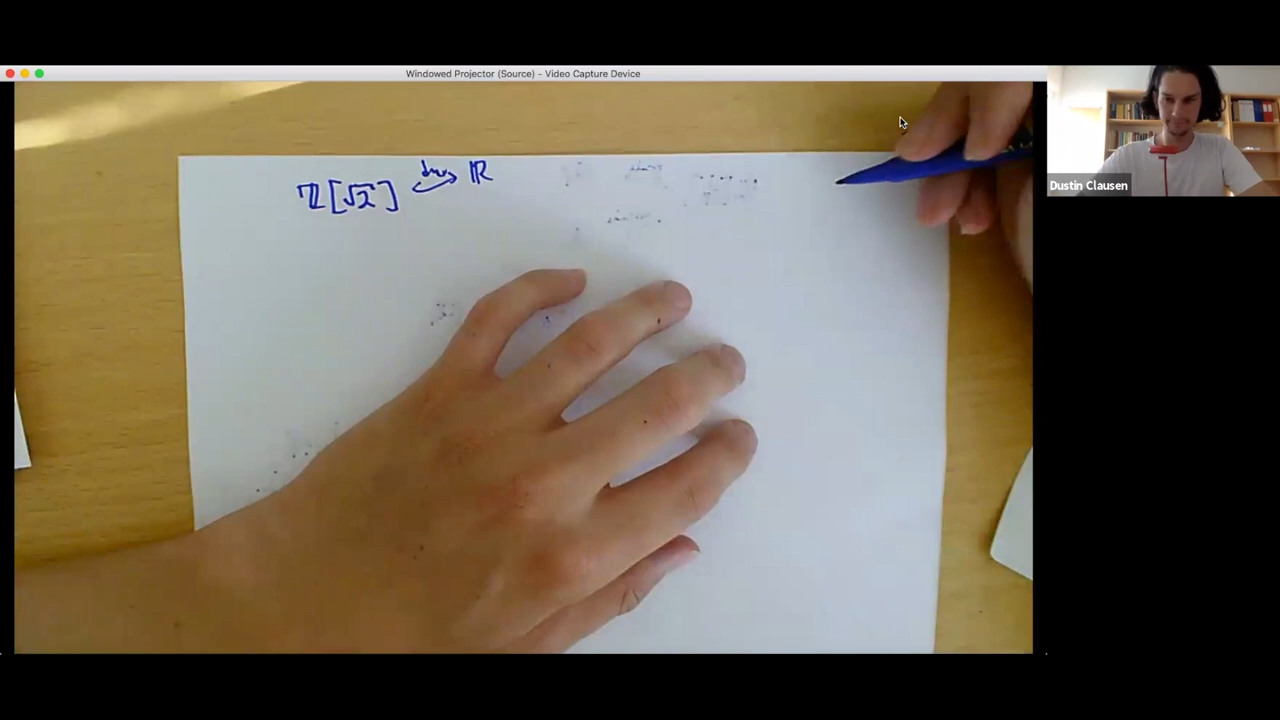 Windowed Projector (Source) - Video Capture Device
ℤ[√2] ↪ ℝ
Dustin Clausen